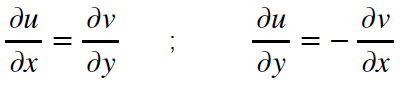 ∂u/∂x = ∂v/∂y ; ∂u/∂y = − ∂v/∂x